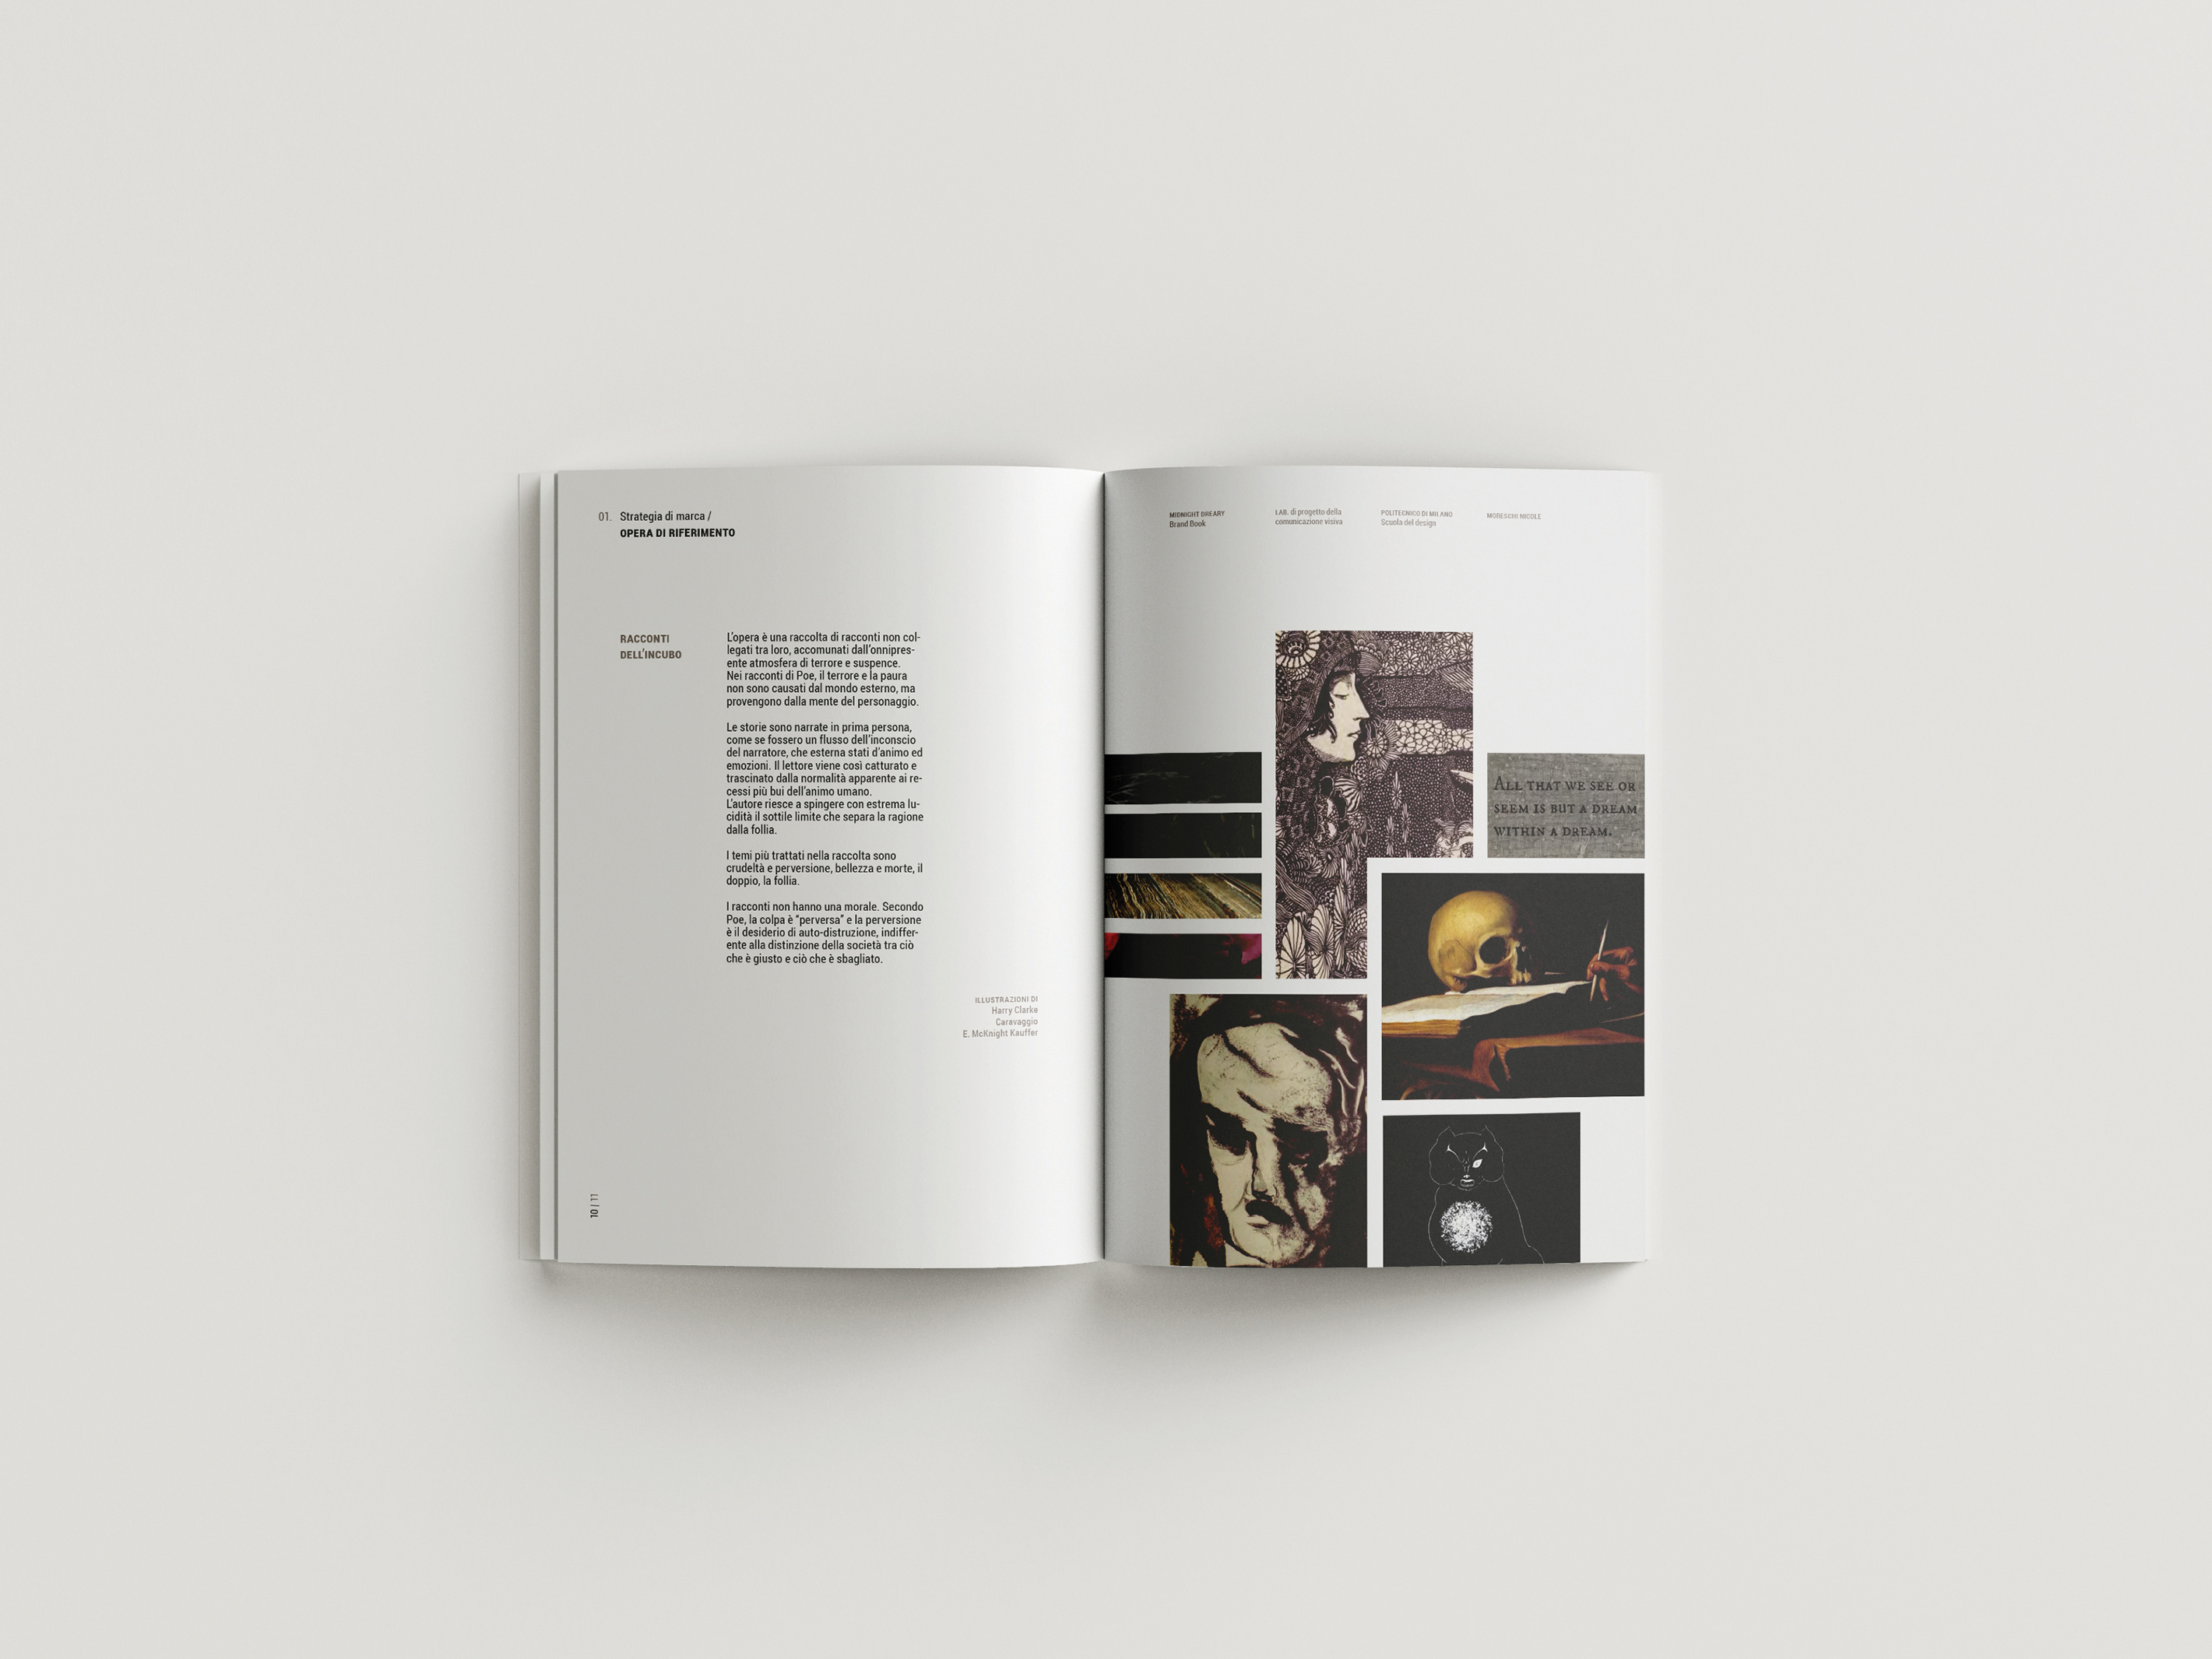 01. Strategia di marca /
OPERA DI RIFERIMENTO
RACCONTI
DELL'INCUBO
L'opera è una raccolta di racconti non col-
legati tra loro, accomunati dall'onnipres-
ente atmosfera di terrore e suspence.
Nei racconti di Poe, il terrore e la paura
non sono causati dal mondo esterno, ma
provengono dalla mente del personaggio.
Le storie sono narrate in prima persona,
come se fossero un flusso dell'inconscio
del narratore, che esterna stati d'animo ed
emozioni. Il lettore viene così catturato e
trascinato dalla normalità apparente ai re-
cessi più bui dell'animo umano.
L'autore riesce a spingere con estrema lu-
cidità il sottile limite che separa la ragione
dalla follia.
I temi più trattati nella raccolta sono
crudeltà e perversione, bellezza e morte, il
doppio, la follia.
I racconti non hanno una morale. Secondo
Poe, la colpa è “perversa” e la perversione
è il desiderio di auto-distruzione, indiffer-
ente alla distinzione della società tra ciò
che è giusto e ciò che è sbagliato.
ILLUSTRAZIONI DI
Harry Clarke
Caravaggio
E. McKnight Kauffer
10 | 11
MIDNIGHT DREARY
Brand Book
LAB. di progetto della
comunicazione visiva
POLITECNICO DI MILANO
Scuola del design
MORESCHI NICOLE
ALL THAT WE SEE OR
SEEM IS BUT A DREAM
WITHIN A DREAM.